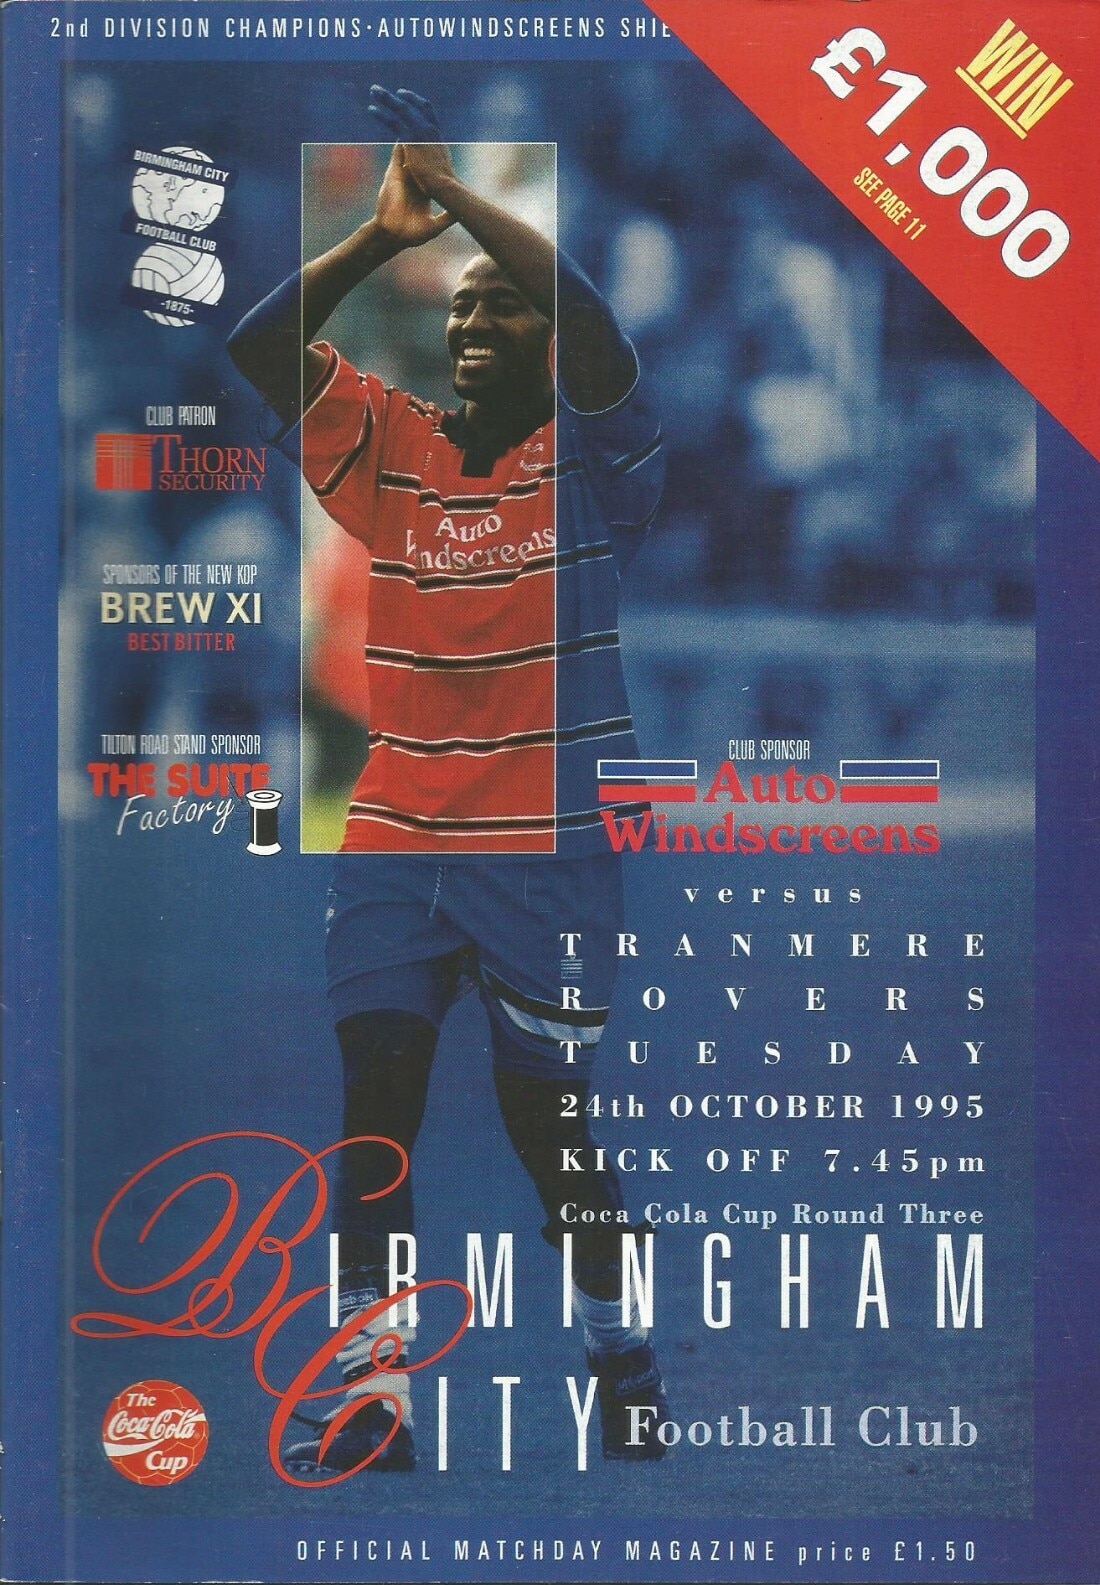 2nd DIVISION CHAMPIONS · AUTOWINDSCREENS SHIE
WIN
£1,000
SEE PAGE 11
BIRMINGHAM CITY
FOOTBALL CLUB
-1875-
CLUB PATRON
THORN
SECURITY
SPONSORS OF THE NEW KOP
BREW XI
BEST BITTER
TILTON ROAD STAND SPONSOR
THE SUITE
Factory
Auto
Windscreens
CLUB SPONSOR
Auto
Windscreens
versus
TRANMERE
ROVERS
TUESDAY
24th OCTOBER 1995
KICK OFF 7.45pm
Coca Cola Cup Round Three
BIRMINGHAM
CITY Football Club
The
Coca-Cola
Cup
OFFICIAL MATCHDAY MAGAZINE price £1.50